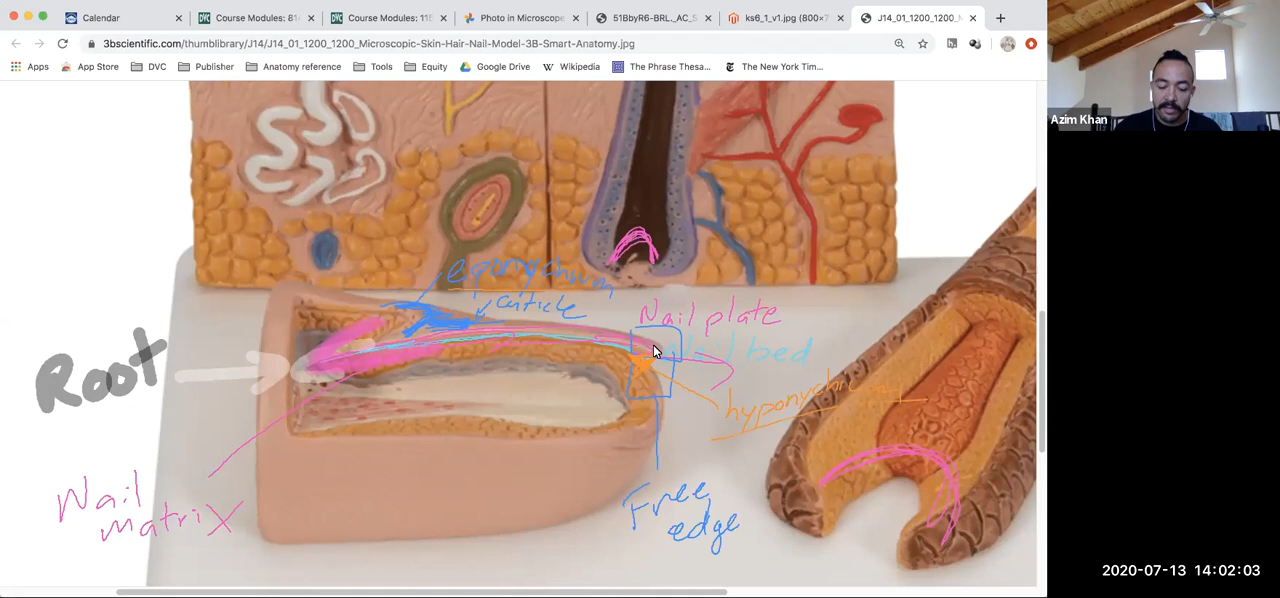 Calendar
DVC Course Modules: 81
DVC Course Modules: 11
Photo in Microscope
51BbyR6-BRL._AC_S
ks6_1_v1.jpg (800×7
J14_01_1200_1200_
3bscientific.com/thumblibrary/J14/J14_01_1200_1200_Microscopic-Skin-Hair-Nail-Model-3B-Smart-Anatomy.jpg
Apps App Store DVC Publisher Anatomy reference Tools Equity Google Drive W Wikipedia The Phrase Thesa... The New York Tim...
Azim Khan
eponychium
cuticle
Nail plate
Nail bed
Root
hyponychium
Nail
matrix
Free
edge
2020-07-13 14:02:03